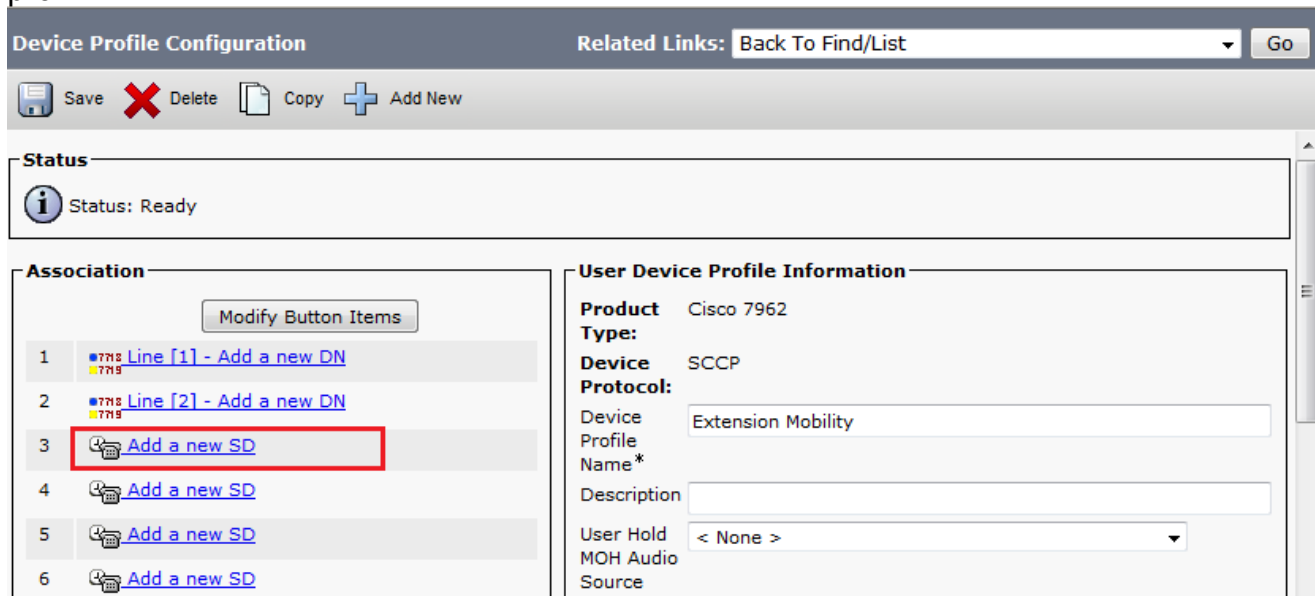 Device Profile Configuration
Related Links: Back To Find/List Go
Save Delete Copy Add New
Status
Status: Ready
Association
Modify Button Items
1 Line [1] - Add a new DN
2 Line [2] - Add a new DN
3 Add a new SD
4 Add a new SD
5 Add a new SD
6 Add a new SD
User Device Profile Information
Product Type: Cisco 7962
Device Protocol: SCCP
Device Profile Name* Extension Mobility
Description
User Hold MOH Audio Source < None >